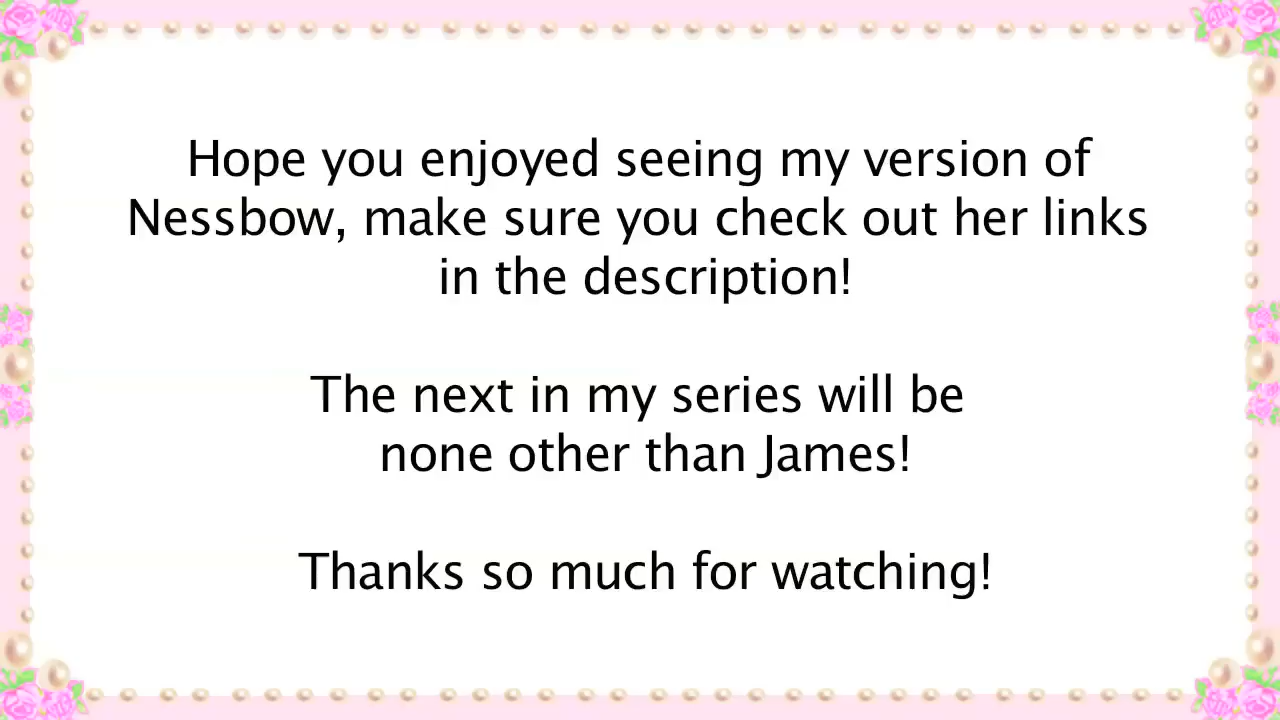 Hope you enjoyed seeing my version of
Nessbow, make sure you check out her links
in the description!
The next in my series will be
none other than James!
Thanks so much for watching!